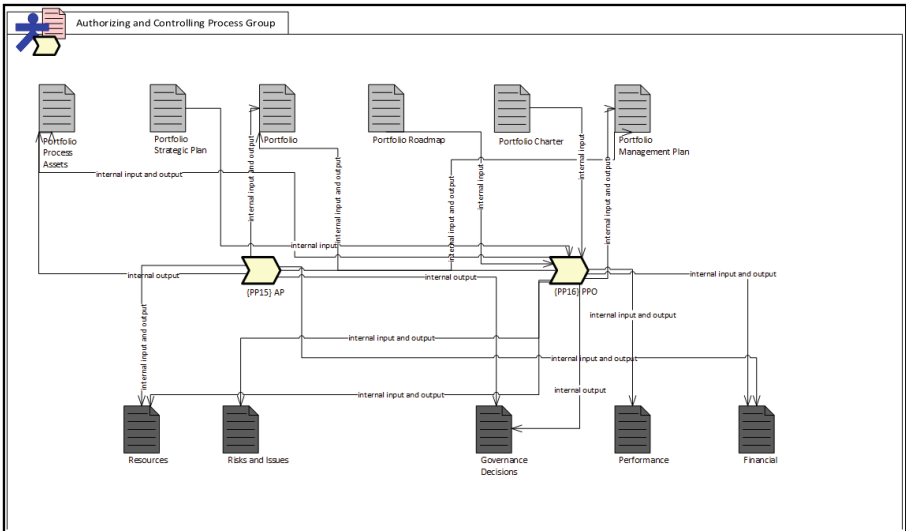 Authorizing and Controlling Process Group
Portfolio
Process
Assets
Portfolio
Strategic Plan
Portfolio
Portfolio Roadmap
Portfolio Charter
Portfolio
Management Plan
internal input and output
internal input and output
internal input and output
internal input and output
internal input
internal input
internal input and output
internal input
internal output
internal output
internal input and output
{PP15} AP
{PP16} PPO
internal input and output
internal input and output
internal input and output
internal input and output
internal output
internal input and output
Resources
Risks and Issues
Governance
Decisions
Performance
Financial